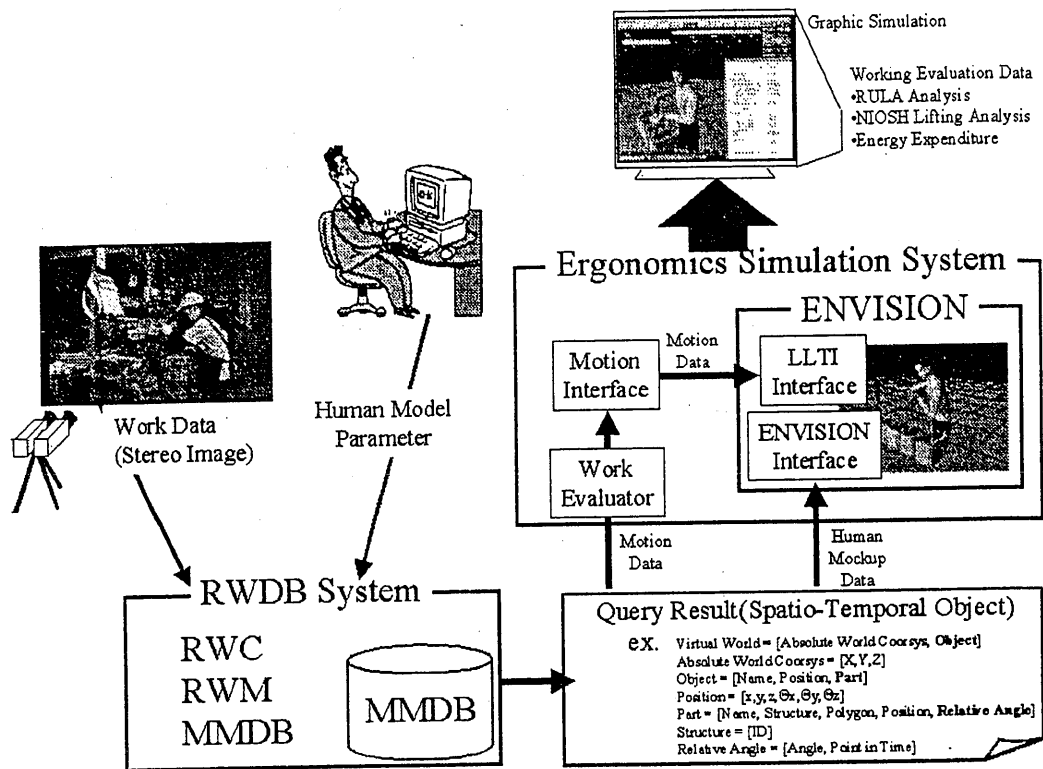 Graphic Simulation
Working Evaluation Data
•RULA Analysis
•NIOSH Lifting Analysis
•Energy Expenditure
Work Data
(Stereo Image)
Human Model
Parameter
Ergonomics Simulation System
ENVISION
Motion
Interface
Motion
Data
LLTI
Interface
ENVISION
Interface
Work
Evaluator
Motion
Data
Human
Mockup
Data
RWDB System
RWC
RWM
MMDB
MMDB
Query Result(Spatio-Temporal Object)
ex.
Virtual World = [Absolute World Coorsys, Object]
Absolute World Coorsys = [X,Y,Z]
Object = [Name, Position, Part]
Position = [x,y,z,Θx,Θy,Θz]
Part = [Name, Structure, Polygon, Position, Relative Angle]
Structure = [ID]
Relative Angle = [Angle, Point in Time]